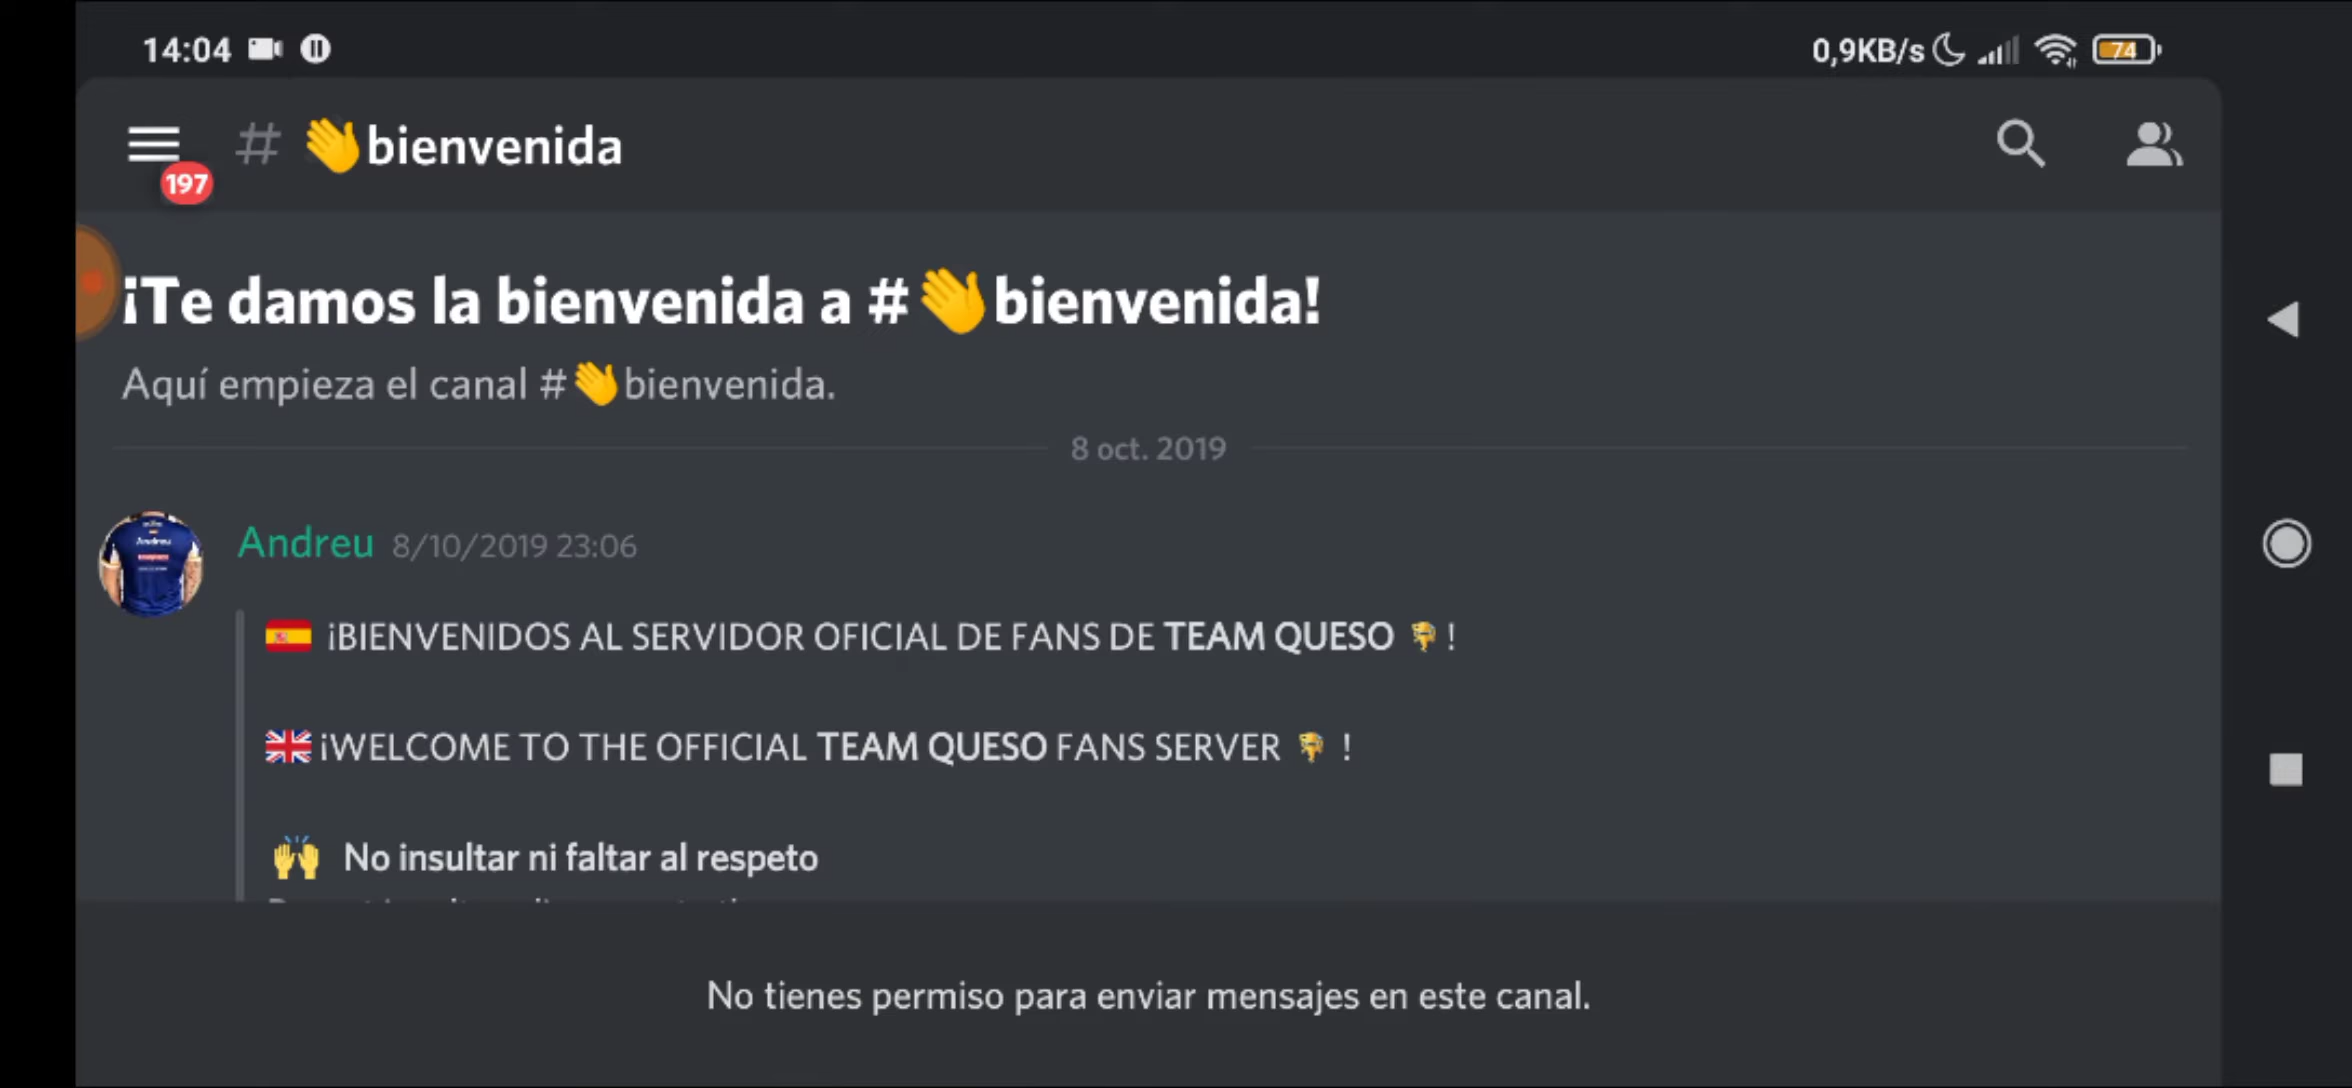 14:04 0,9KB/s 74
# 👋bienvenida
197
¡Te damos la bienvenida a #👋bienvenida!
Aquí empieza el canal #👋bienvenida.
8 oct. 2019
Andreu 8/10/2019 23:06
🇪🇸 ¡BIENVENIDOS AL SERVIDOR OFICIAL DE FANS DE TEAM QUESO !
🇬🇧 ¡WELCOME TO THE OFFICIAL TEAM QUESO FANS SERVER !
🙌 No insultar ni faltar al respeto
No tienes permiso para enviar mensajes en este canal.